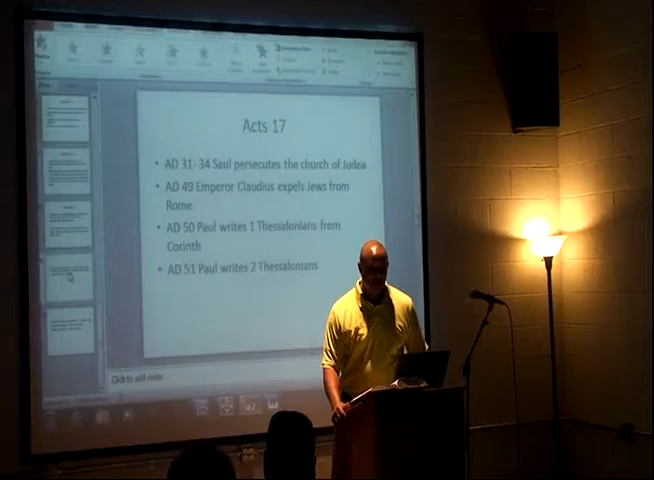 Acts 17
• AD 31- 34 Saul persecutes the church of Judea
• AD 49 Emperor Claudius expels Jews from
Rome
• AD 50 Paul writes 1 Thessalonians from
Corinth
• AD 51 Paul writes 2 Thessalonians
Click to add notes